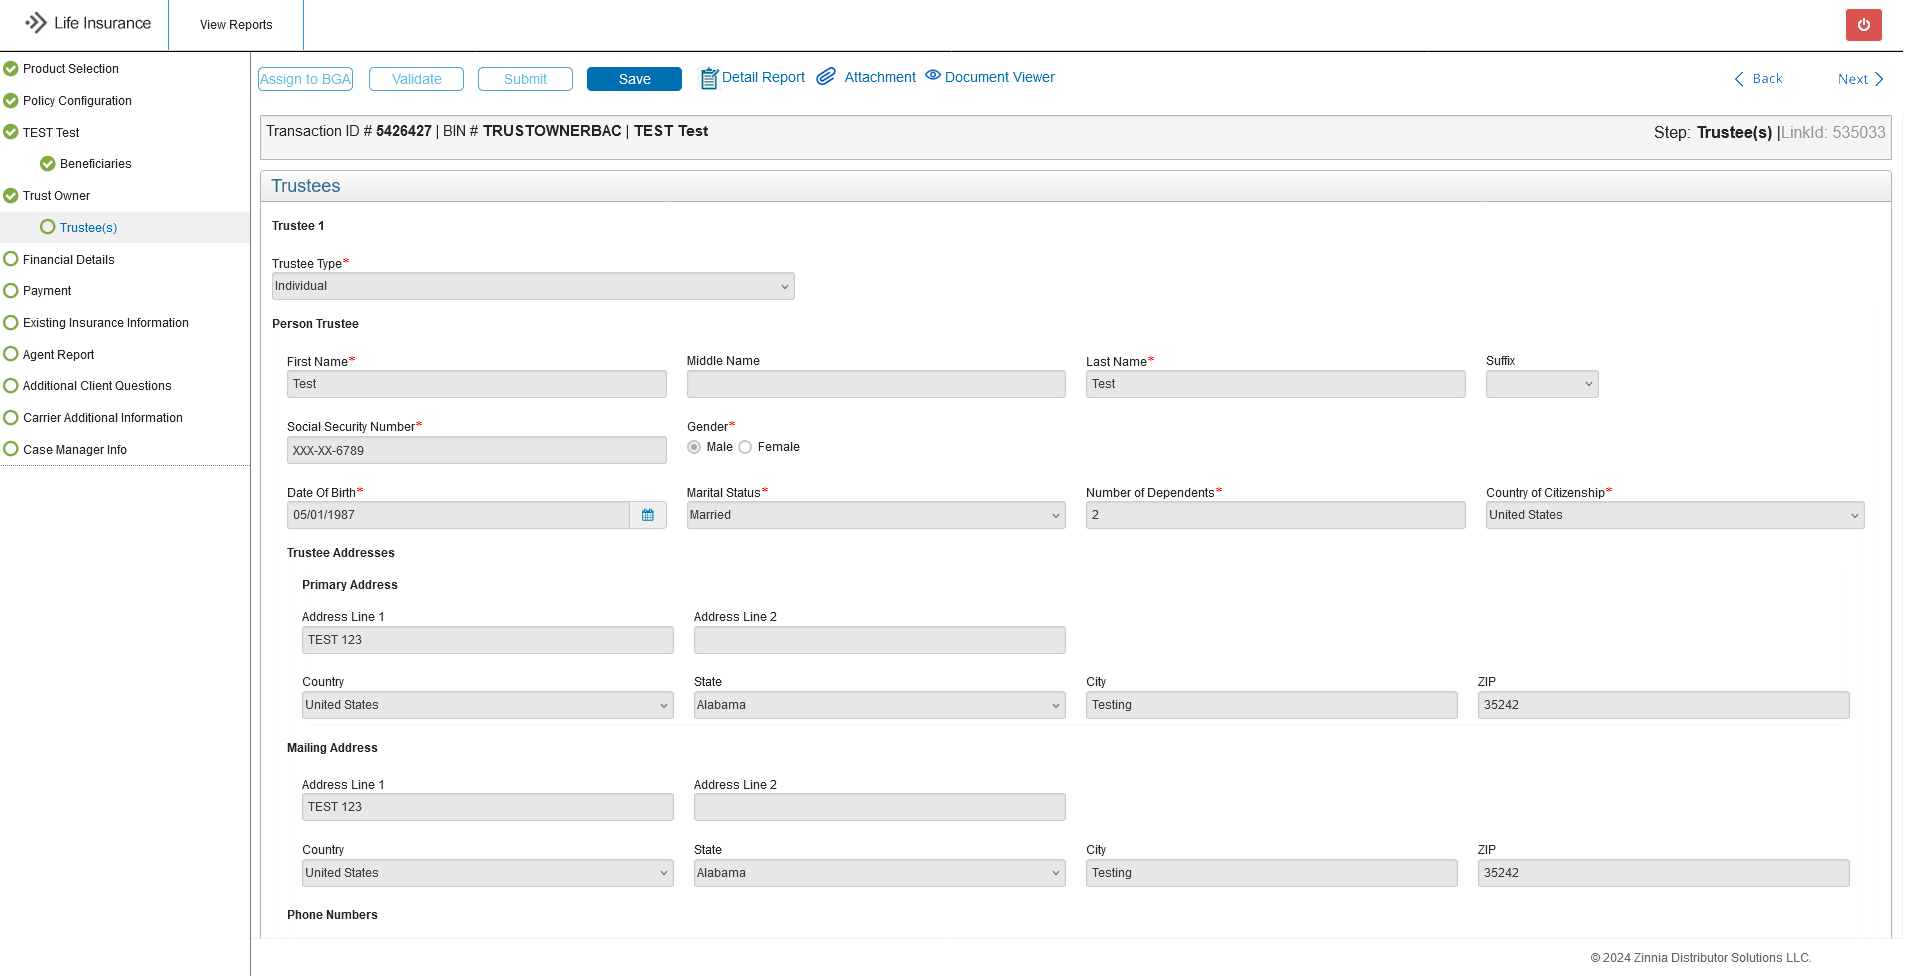 Life Insurance
View Reports
Product Selection
Policy Configuration
TEST Test
Beneficiaries
Trust Owner
Trustee(s)
Financial Details
Payment
Existing Insurance Information
Agent Report
Additional Client Questions
Carrier Additional Information
Case Manager Info
Assign to BGA Validate Submit Save Detail Report Attachment Document Viewer Back Next
Transaction ID # 5426427 | BIN # TRUSTOWNERBAC | TEST Test
Step: Trustee(s) |LinkId: 535033
Trustees
Trustee 1
Trustee Type*
Individual
Person Trustee
First Name* Middle Name Last Name* Suffix
Test Test
Social Security Number* Gender*
XXX-XX-6789 Male Female
Date Of Birth* Marital Status* Number of Dependents* Country of Citizenship*
05/01/1987 Married 2 United States
Trustee Addresses
Primary Address
Address Line 1 Address Line 2
TEST 123
Country State City ZIP
United States Alabama Testing 35242
Mailing Address
Address Line 1 Address Line 2
TEST 123
Country State City ZIP
United States Alabama Testing 35242
Phone Numbers
© 2024 Zinnia Distributor Solutions LLC.